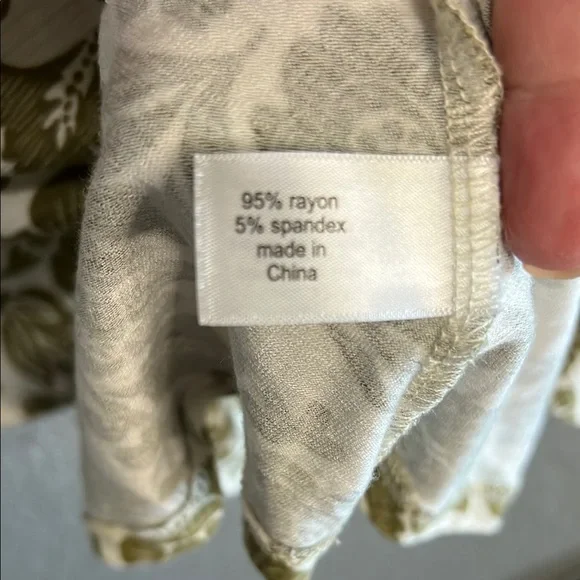 95% rayon
5% spandex
made in
China